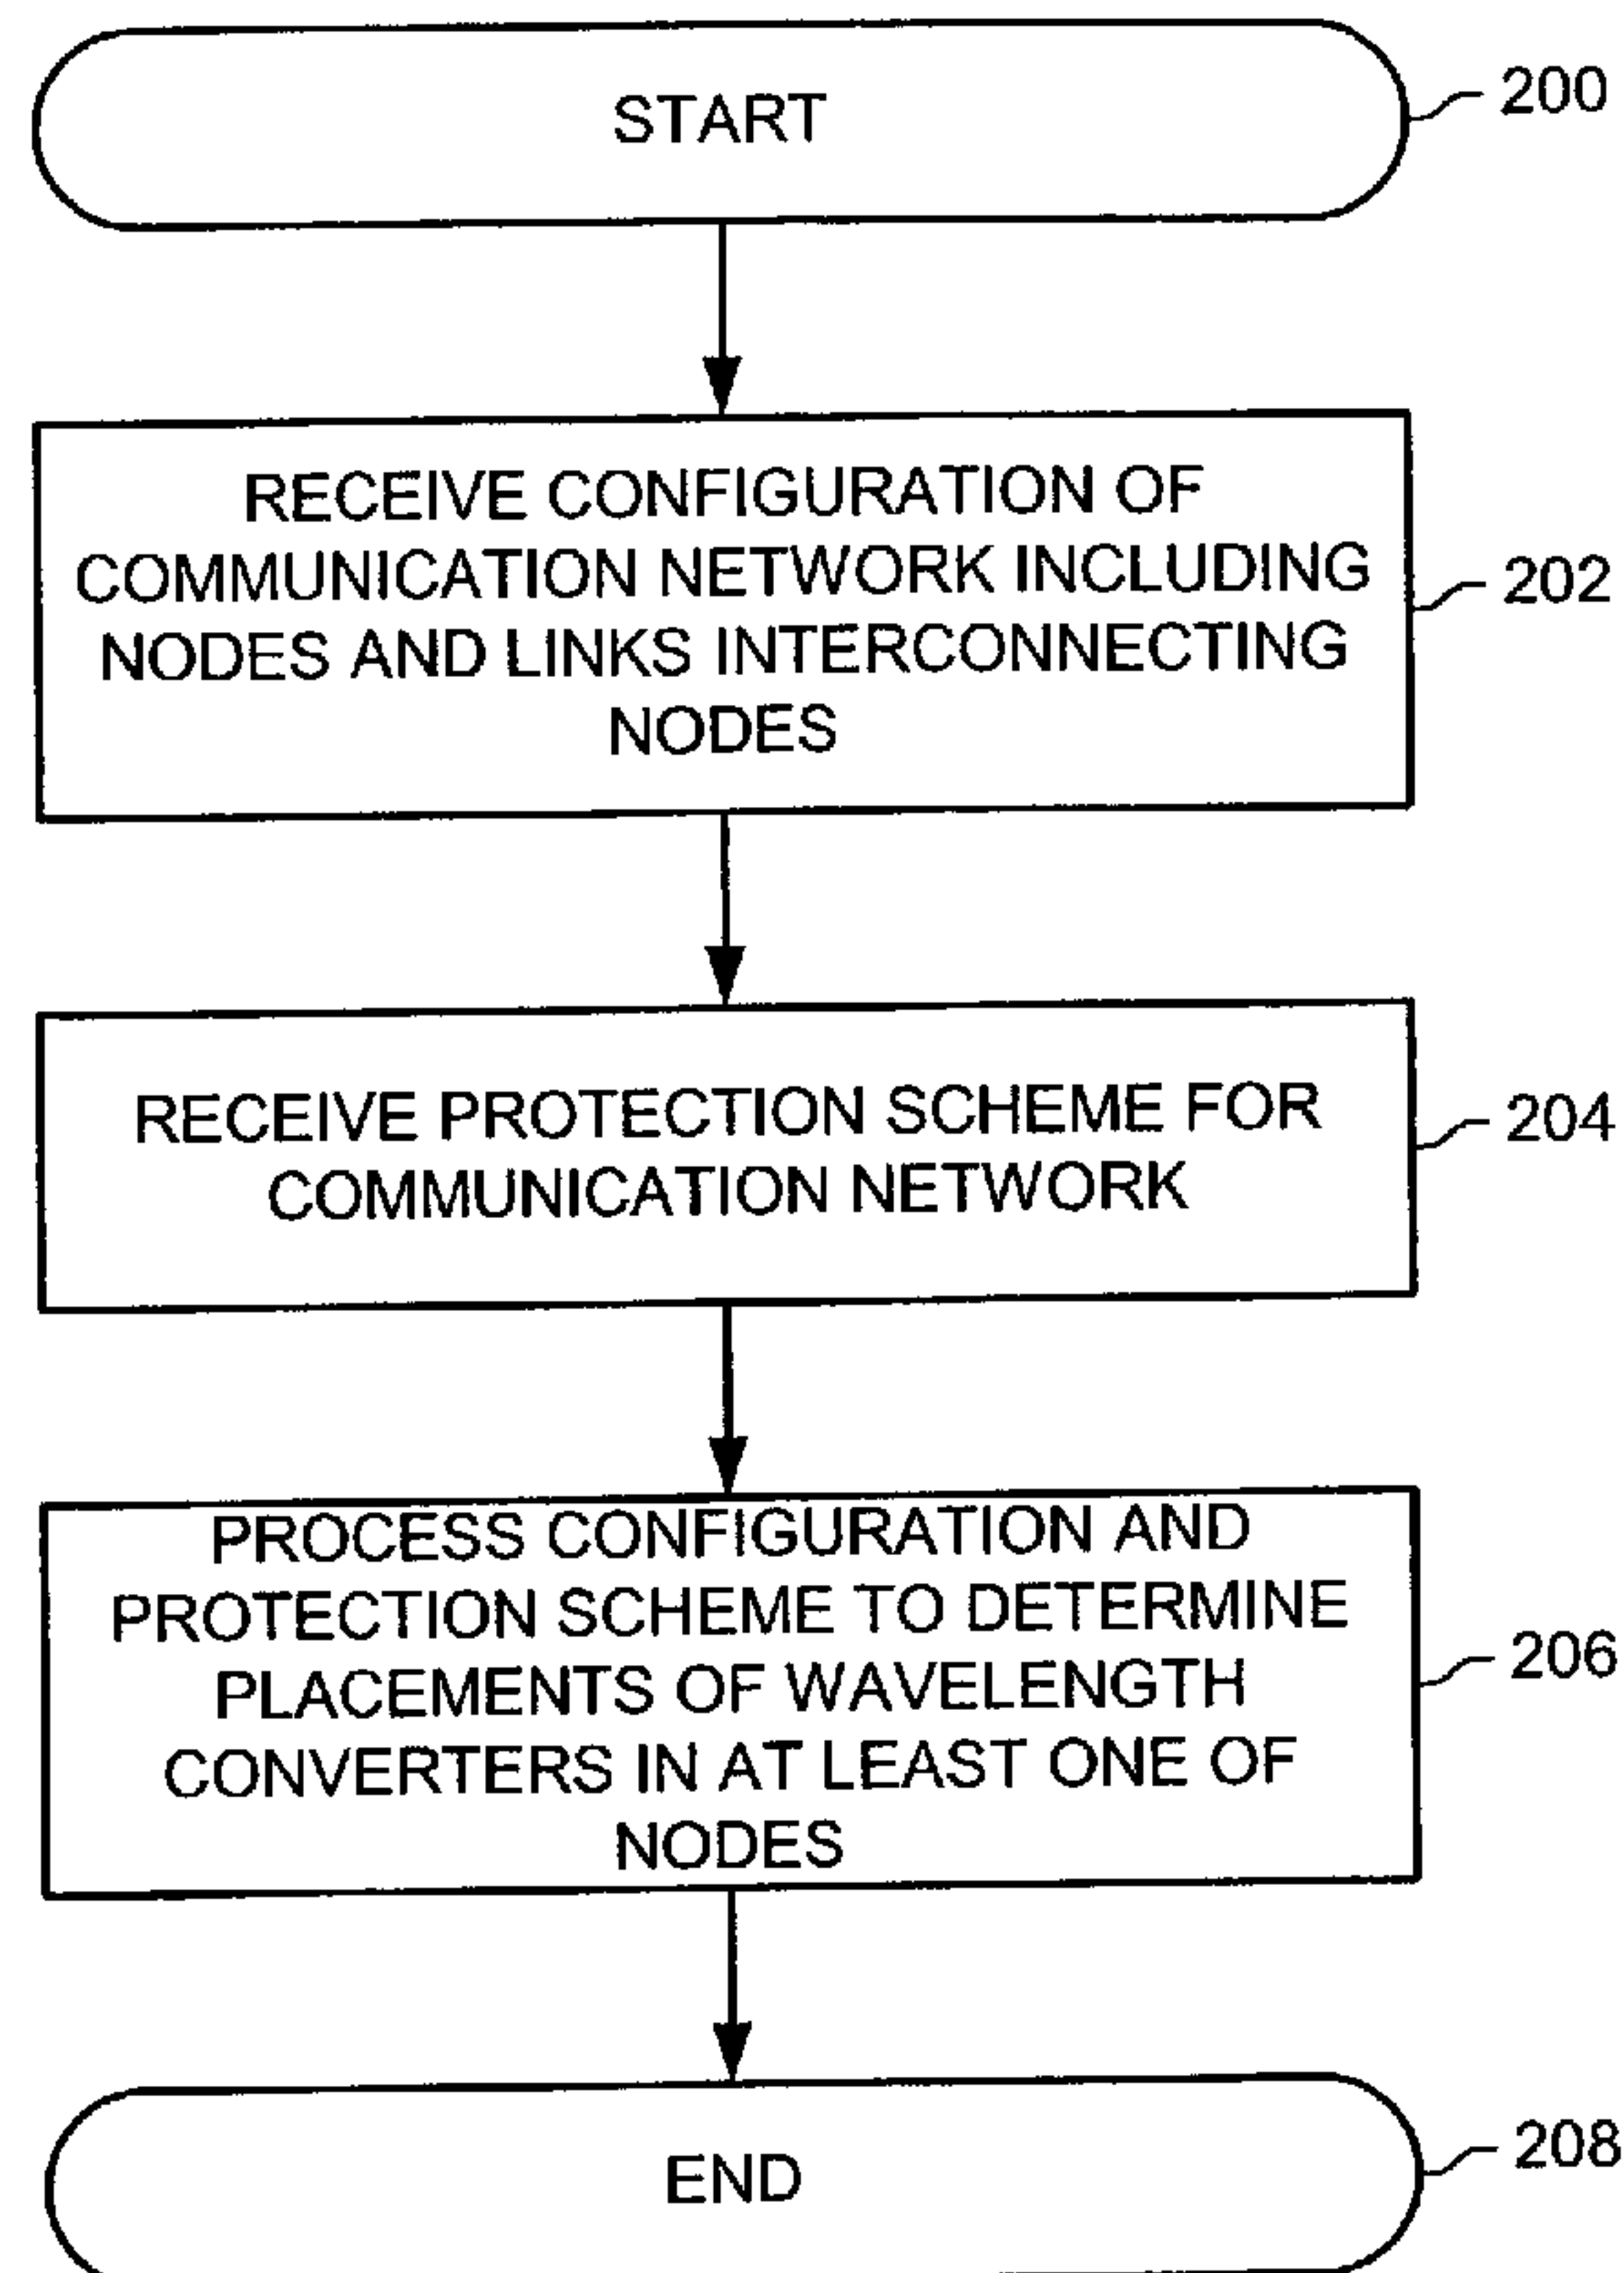 START
200
RECEIVE CONFIGURATION OF
COMMUNICATION NETWORK INCLUDING
NODES AND LINKS INTERCONNECTING
NODES
202
RECEIVE PROTECTION SCHEME FOR
COMMUNICATION NETWORK
204
PROCESS CONFIGURATION AND
PROTECTION SCHEME TO DETERMINE
PLACEMENTS OF WAVELENGTH
CONVERTERS IN AT LEAST ONE OF
NODES
206
END
208